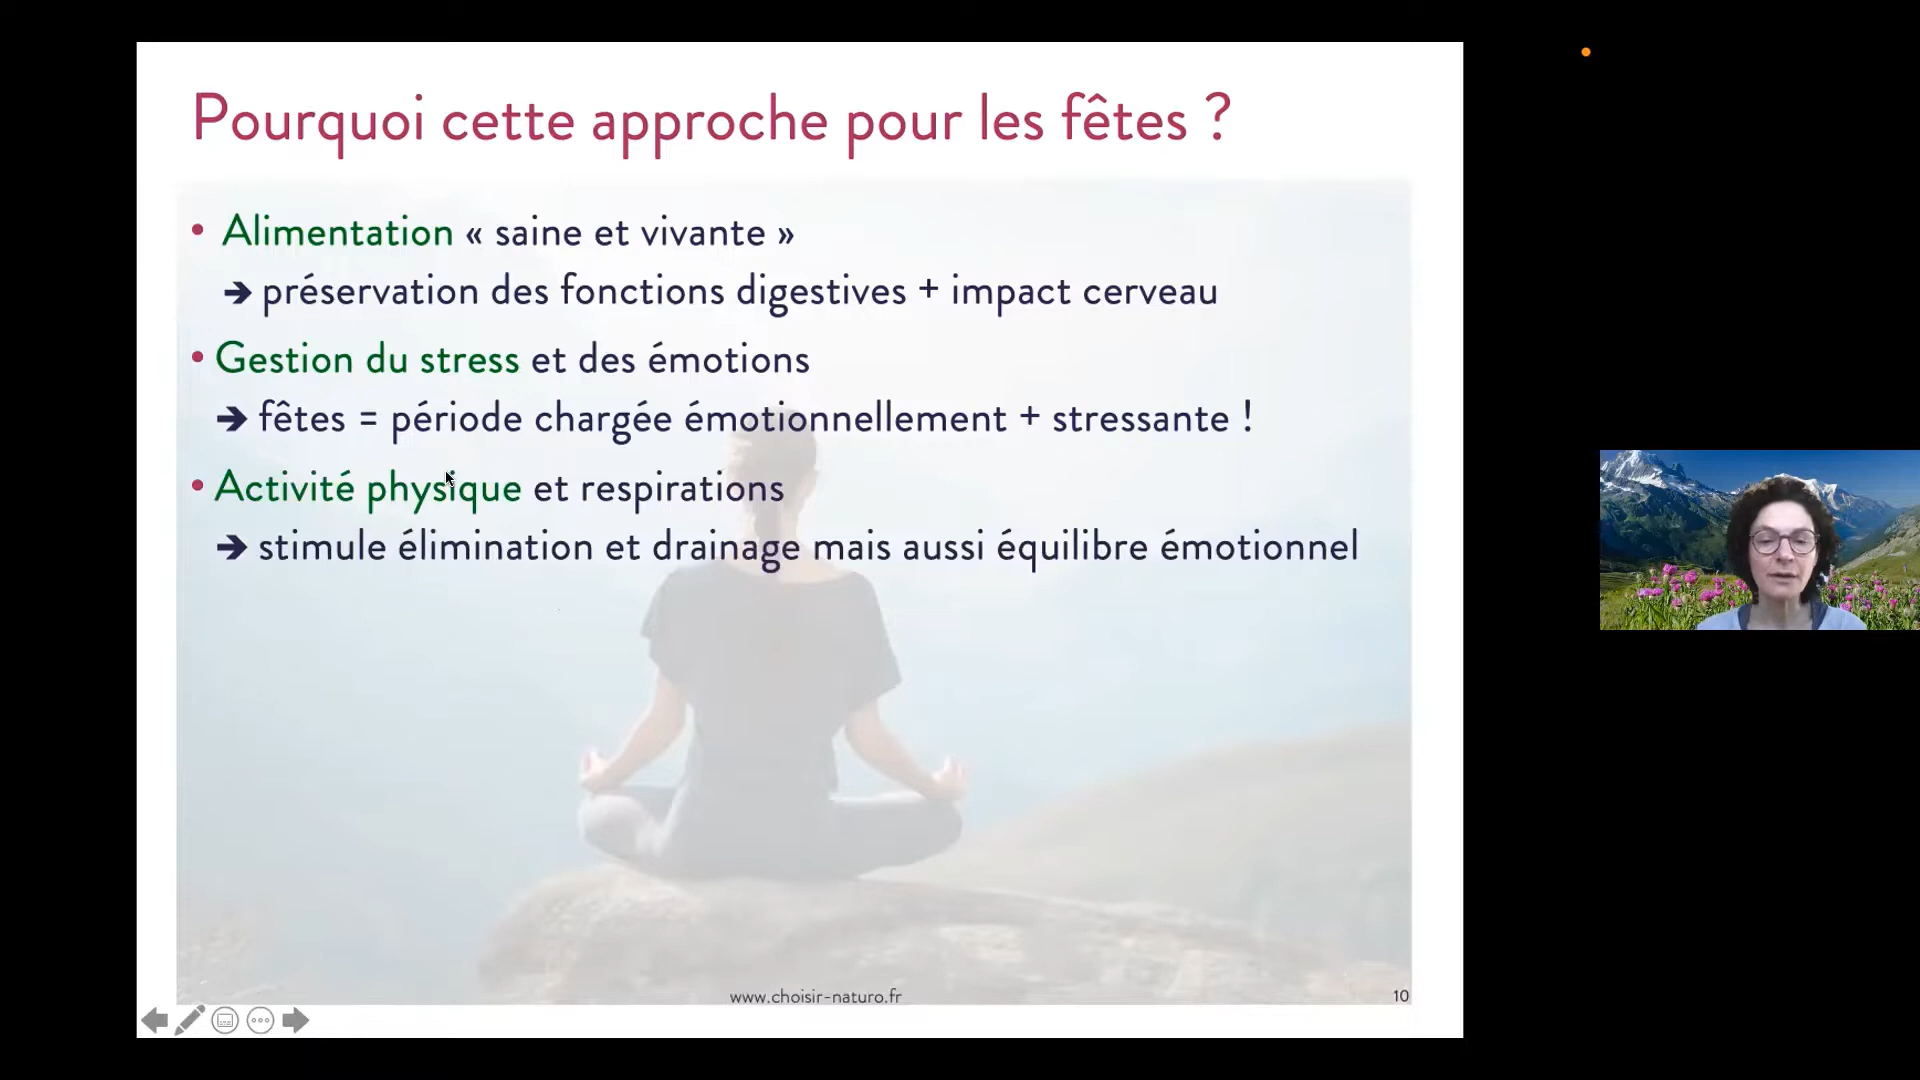 Pourquoi cette approche pour les fêtes ?
• Alimentation « saine et vivante »
➔ préservation des fonctions digestives + impact cerveau
• Gestion du stress et des émotions
➔ fêtes = période chargée émotionnellement + stressante !
• Activité physique et respirations
➔ stimule élimination et drainage mais aussi équilibre émotionnel
www.choisir-naturo.fr
10